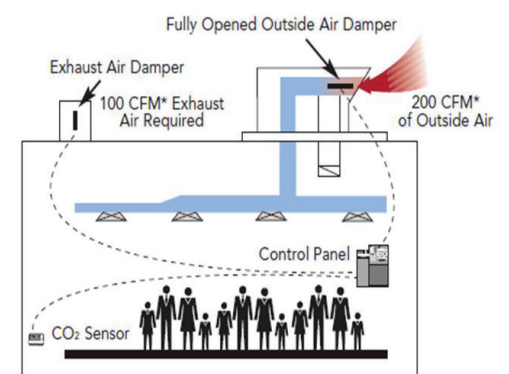 Fully Opened Outside Air Damper
Exhaust Air Damper
100 CFM* Exhaust
Air Required
200 CFM*
of Outside Air
Control Panel
CO₂ Sensor